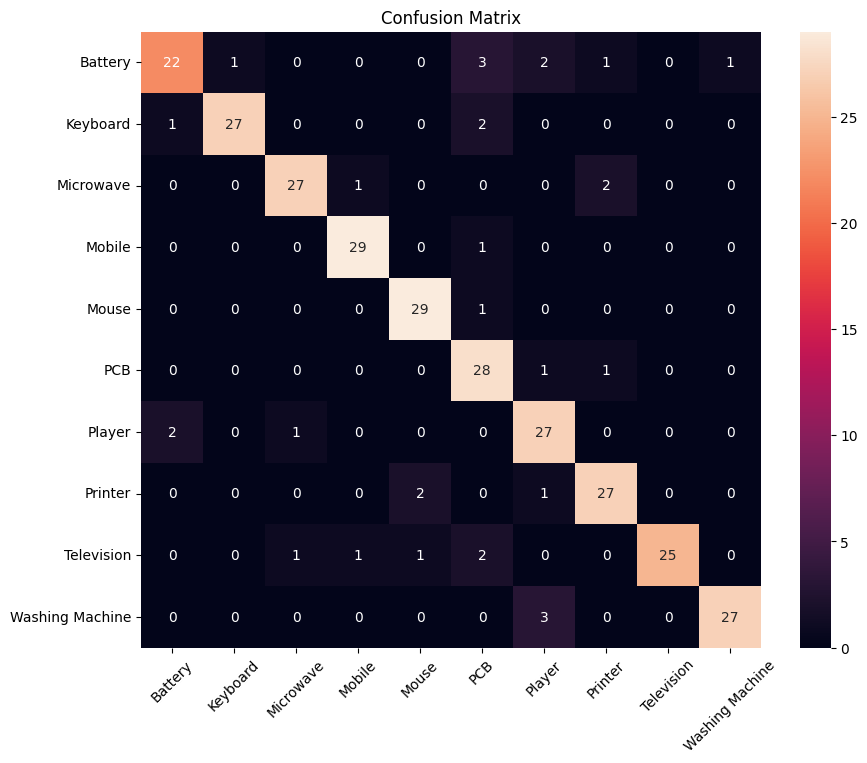 Confusion Matrix
Battery 22 1 0 0 0 3 2 1 0 1
Keyboard 1 27 0 0 0 2 0 0 0 0
Microwave 0 0 27 1 0 0 0 2 0 0
Mobile 0 0 0 29 0 1 0 0 0 0
Mouse 0 0 0 0 29 1 0 0 0 0
PCB 0 0 0 0 0 28 1 1 0 0
Player 2 0 1 0 0 0 27 0 0 0
Printer 0 0 0 0 2 0 1 27 0 0
Television 0 0 1 1 1 2 0 0 25 0
Washing Machine 0 0 0 0 0 0 3 0 0 27
Battery Keyboard Microwave Mobile Mouse PCB Player Printer Television Washing Machine
25
20
15
10
5
0